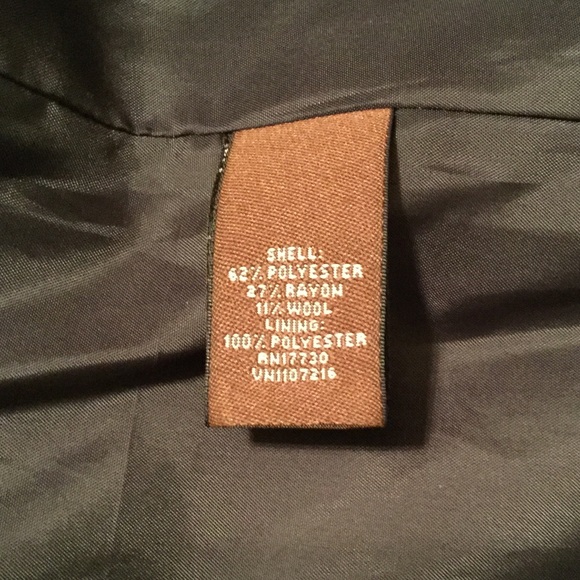 SHELL:
62% POLYESTER
27% RAYON
11% WOOL
LINING:
100% POLYESTER
RN17730
VN1107216